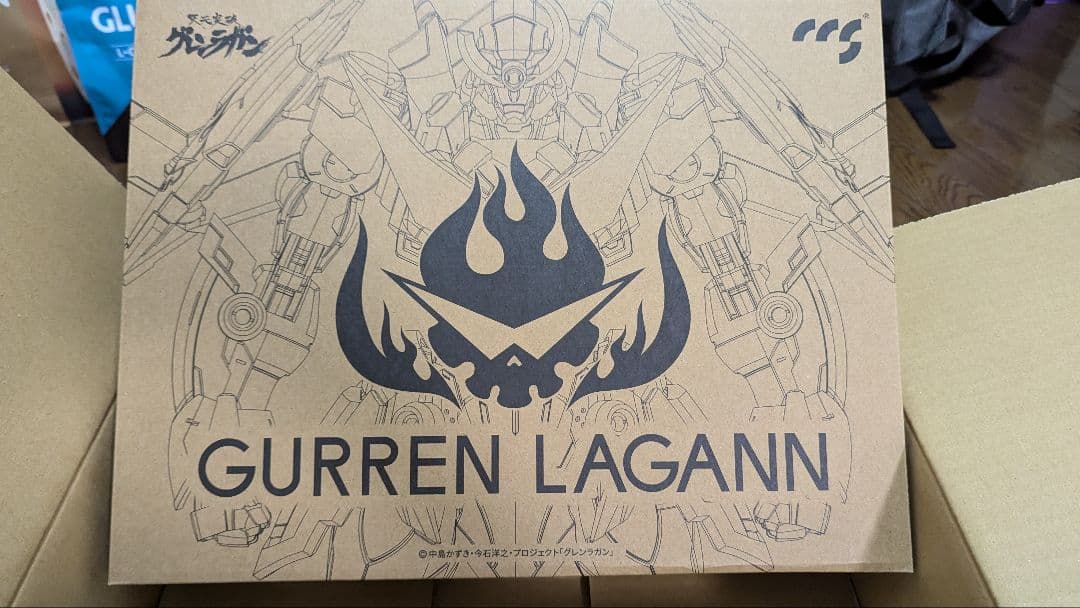 天元突破
グレンラガン
CCS
®
GL
GURREN LAGANN
©中島かずき・今石洋之・プロジェクト「グレンラガン」